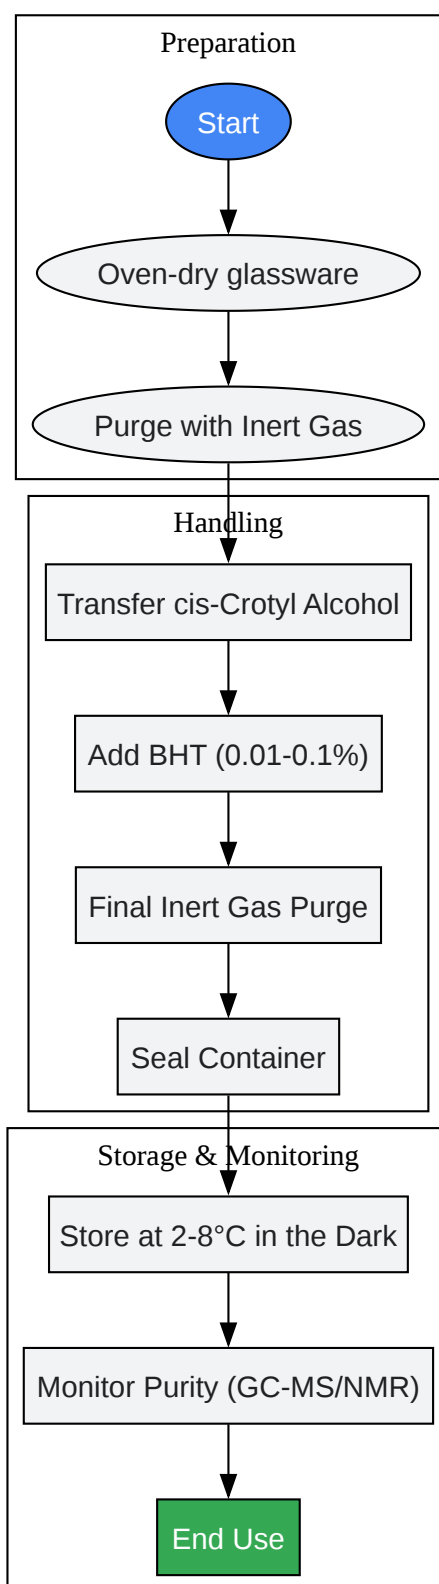 Preparation
Start
Oven-dry glassware
Purge with Inert Gas
Handling
Transfer cis-Crotyl Alcohol
Add BHT (0.01-0.1%)
Final Inert Gas Purge
Seal Container
Storage & Monitoring
Store at 2-8°C in the Dark
Monitor Purity (GC-MS/NMR)
End Use